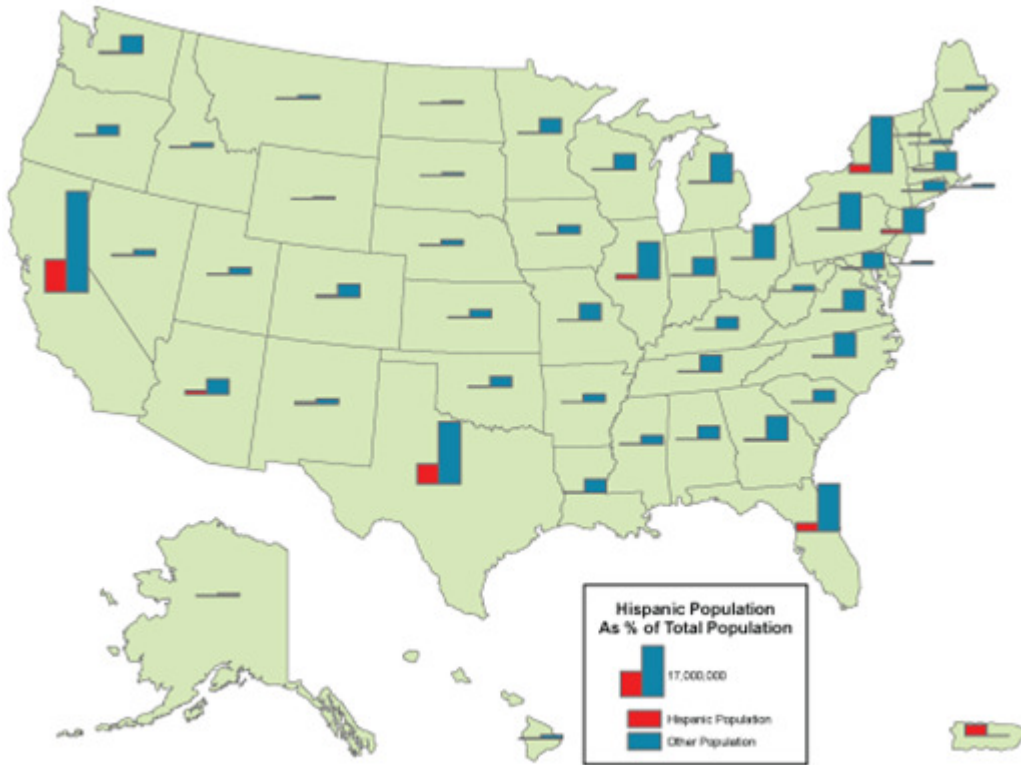 Hispanic Population
As % of Total Population
17,000,000
Hispanic Population
Other Population